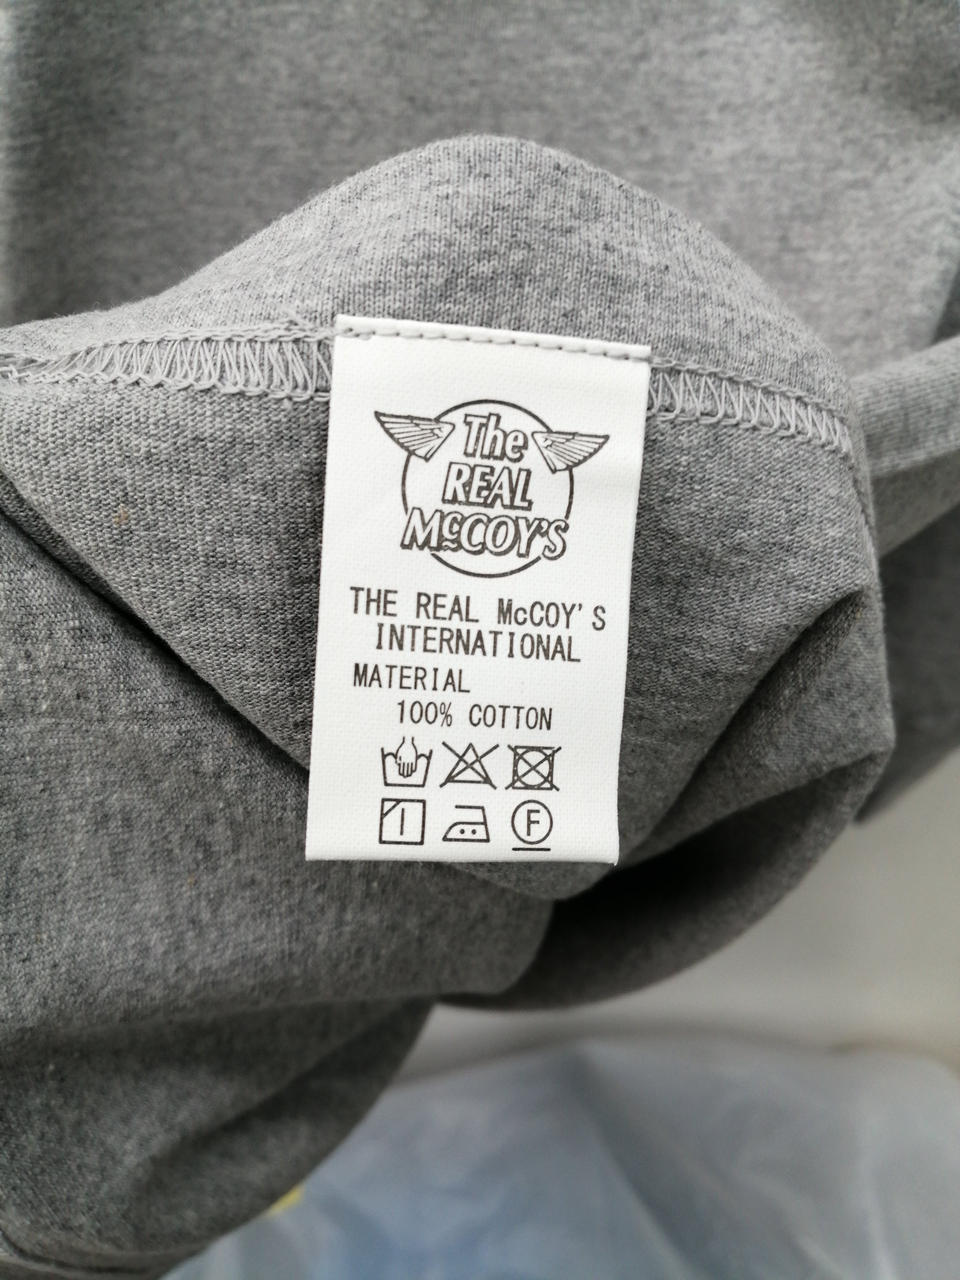 The
REAL
McCOY'S
THE REAL McCOY'S
INTERNATIONAL
MATERIAL
100% COTTON
F